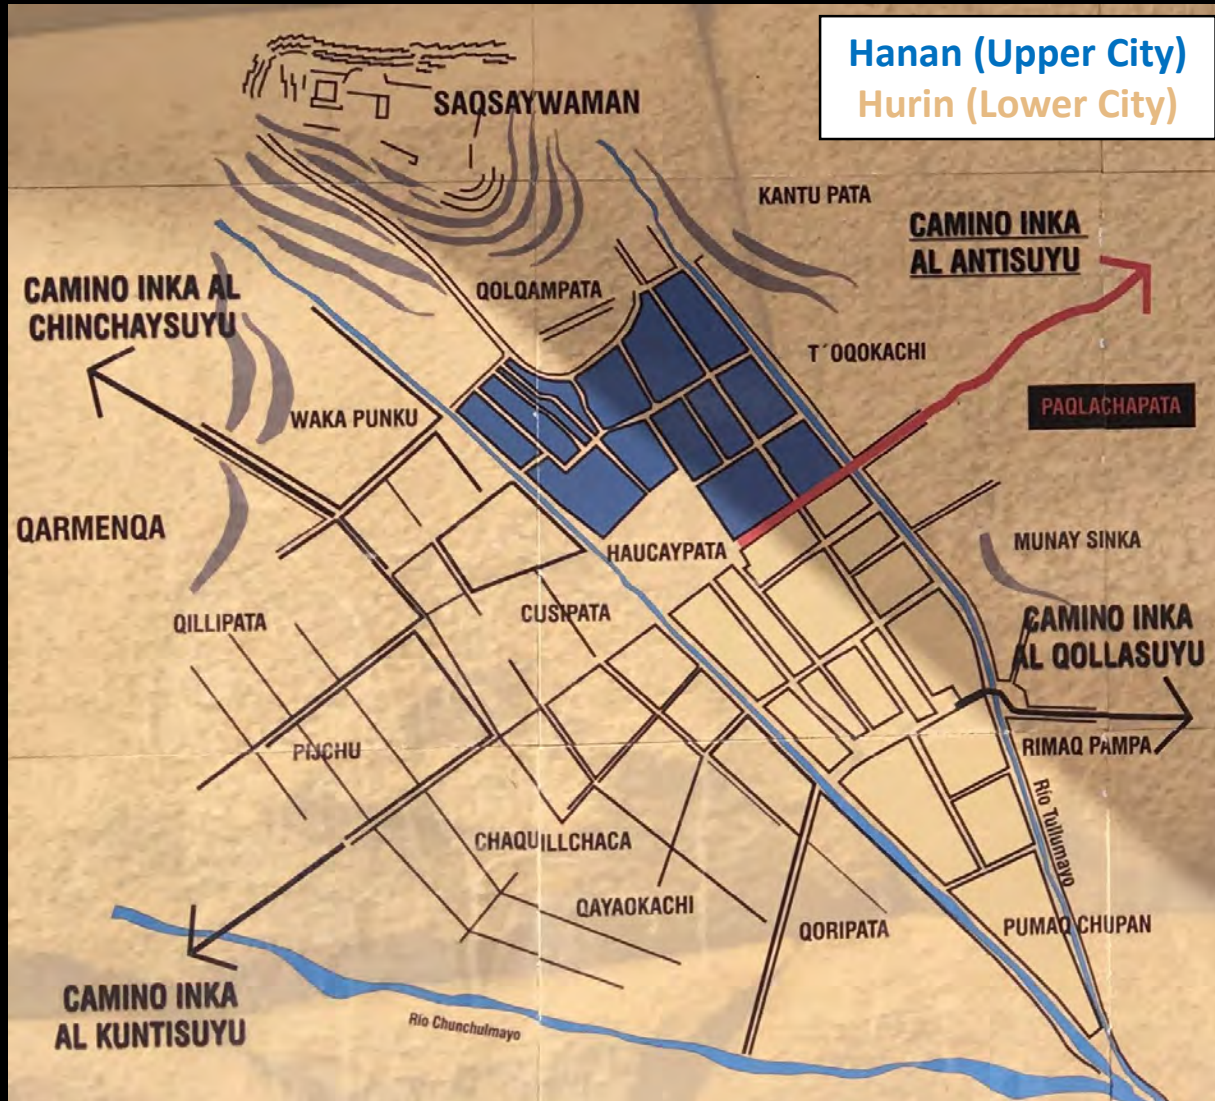 Hanan (Upper City)
Hurin (Lower City)
SAQSAYWAMAN
KANTU PATA
CAMINO INKA
AL ANTISUYU
CAMINO INKA AL
CHINCHAYSUYU
QOLQAMPATA
T´OQOKACHI
PAQLACHAPATA
WAKA PUNKU
QARMENQA
HAUCAYPATA
MUNAY SINKA
QILLIPATA
CUSIPATA
CAMINO INKA
AL QOLLASUYU
PIJCHU
RIMAQ PAMPA
Río Tullumayo
CHAQUILLCHACA
QAYAOKACHI
QORIPATA
PUMAQ CHUPAN
CAMINO INKA
AL KUNTISUYU
Río Chunchulmayo